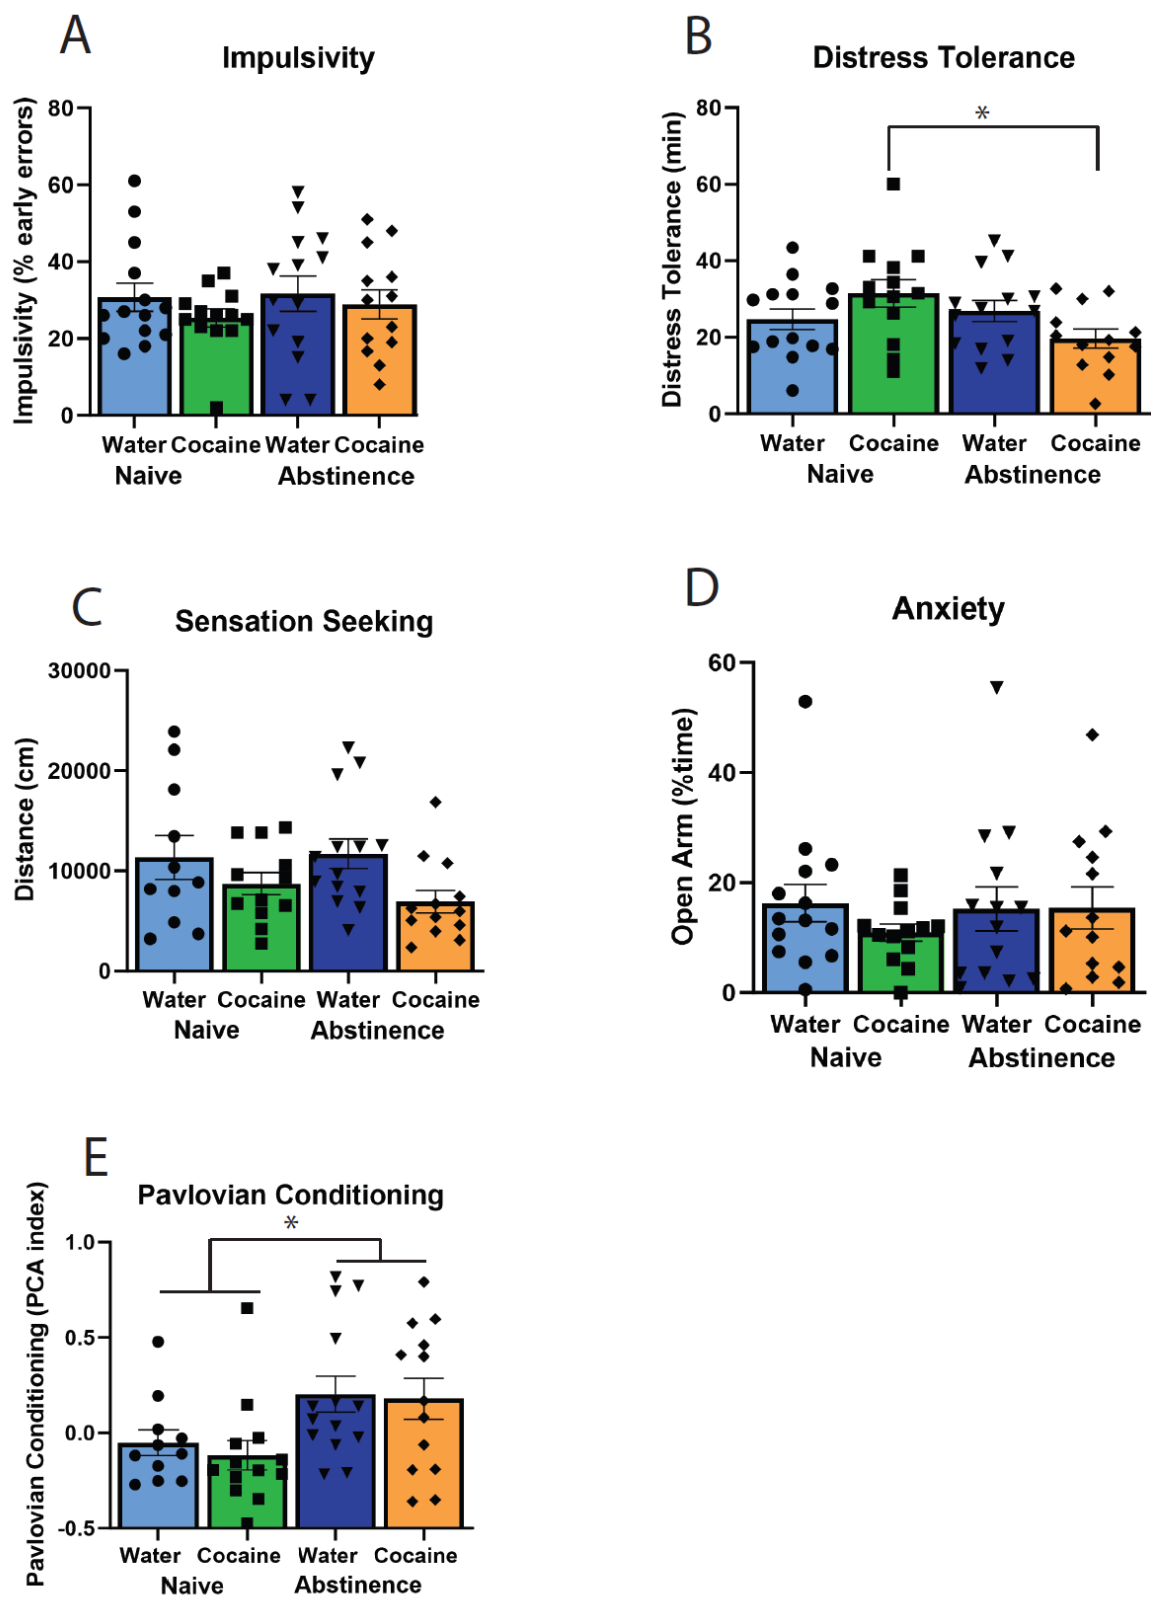 A
Impulsivity
Impulsivity (% early errors)
80
60
40
20
0
Water Cocaine Water Cocaine
Naive Abstinence
B
Distress Tolerance
Distress Tolerance (min)
80
60
40
20
0
*
Water Cocaine Water Cocaine
Naive Abstinence
C
Sensation Seeking
Distance (cm)
30000
20000
10000
0
Water Cocaine Water Cocaine
Naive Abstinence
D
Anxiety
Open Arm (%time)
60
40
20
0
Water Cocaine Water Cocaine
Naive Abstinence
E
Pavlovian Conditioning
Pavlovian Conditioning (PCA index)
*
1.0
0.5
0.0
-0.5
Water Cocaine Water Cocaine
Naive Abstinence